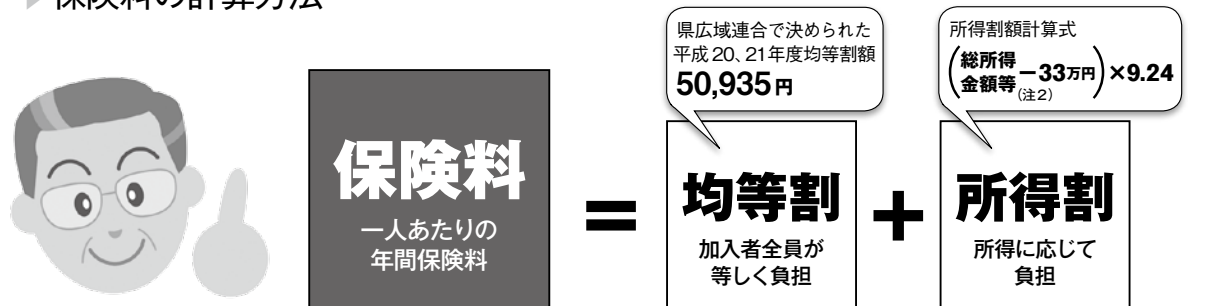 ▶保険料の計算方法
県広域連合で決められた
平成20、21年度均等割額
50,935円
所得割額計算式
(総所得金額等(注2)−33万円)×9.24
保険料
一人あたりの
年間保険料
=
均等割
加入者全員が
等しく負担
+
所得割
所得に応じて
負担